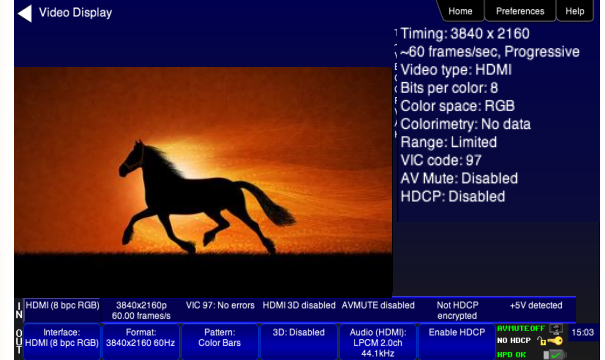 Video Display
Home Preferences Help
Timing: 3840 x 2160
~60 frames/sec, Progressive
Video type: HDMI
Bits per color: 8
Color space: RGB
Colorimetry: No data
Range: Limited
VIC code: 97
AV Mute: Disabled
HDCP: Disabled
IN
HDMI (8 bpc RGB) 3840x2160p 60.00 frames/s VIC 97: No errors HDMI 3D disabled AVMUTE disabled Not HDCP encrypted +5V detected
OUT
Interface: HDMI (8 bpc RGB)
Format: 3840x2160 60Hz
Pattern: Color Bars
3D: Disabled
Audio (HDMI): LPCM 2.0ch 44.1kHz
Enable HDCP
AVMUTEOFF
NO HDCP
HPD OK
15:03